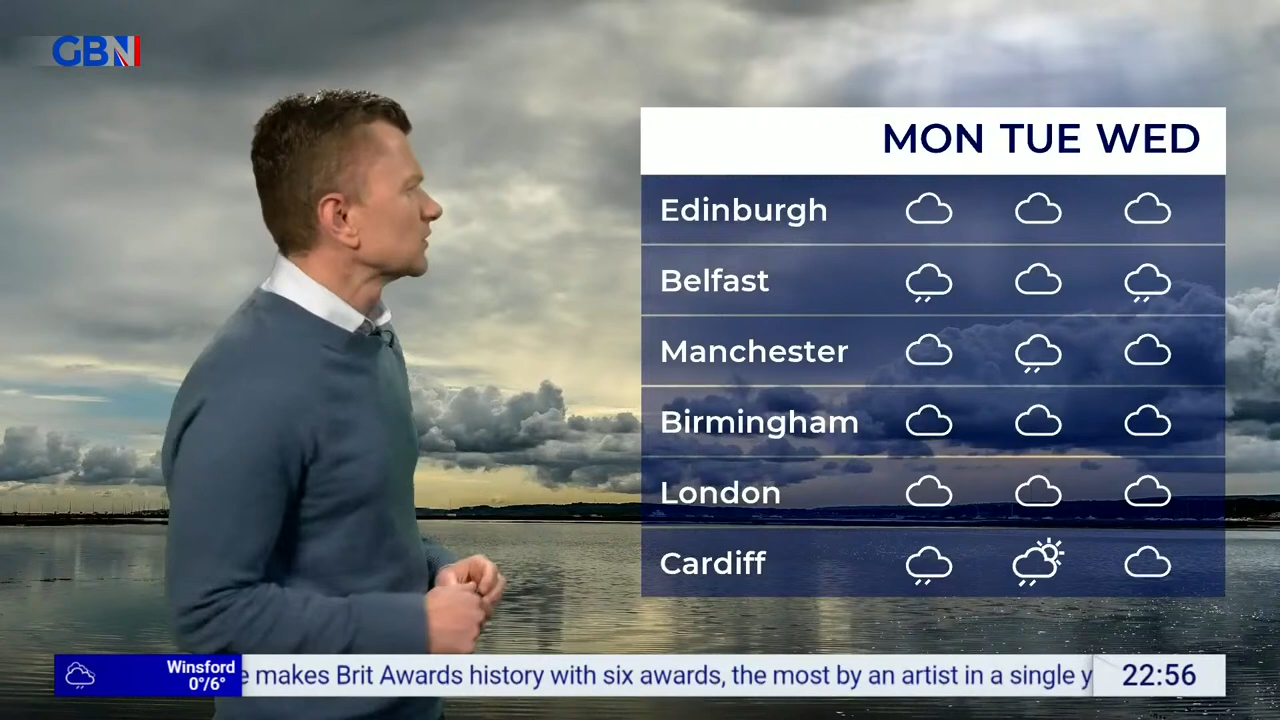 GBN
MON TUE WED
Edinburgh
Belfast
Manchester
Birmingham
London
Cardiff
Winsford
0°/6°
makes Brit Awards history with six awards, the most by an artist in a single
22:56